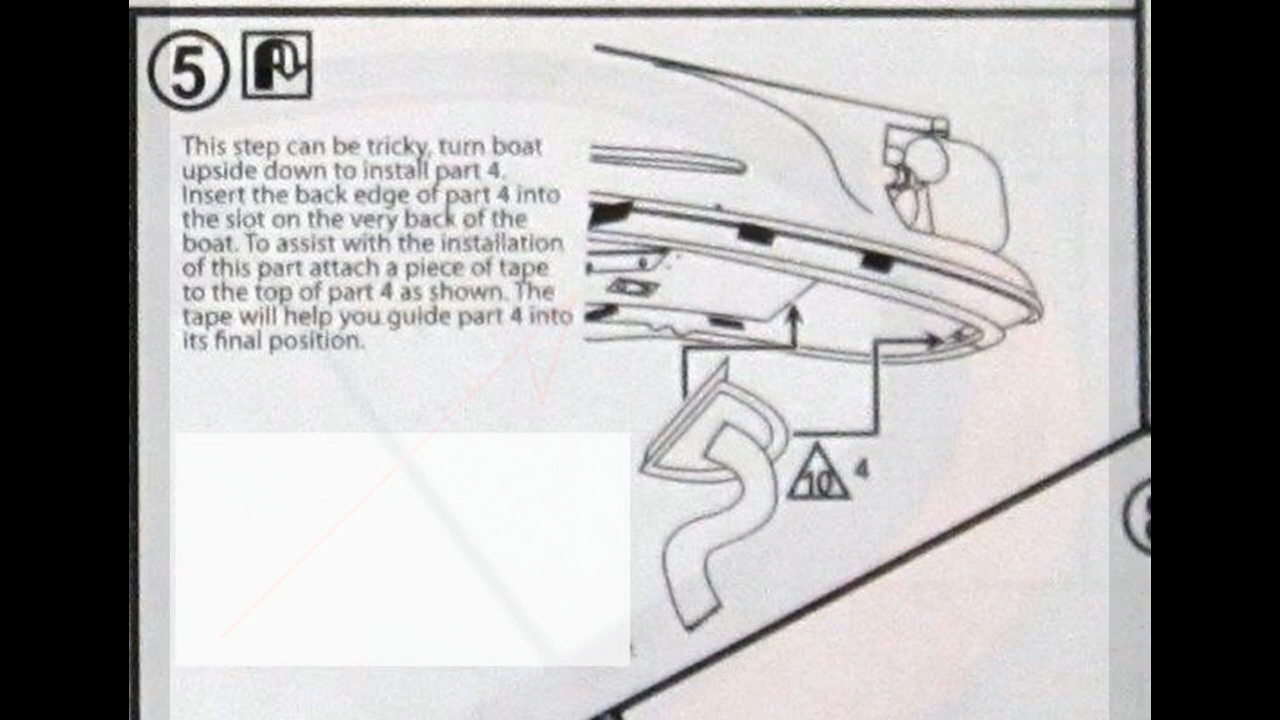 5
This step can be tricky, turn boat
upside down to install part 4.
Insert the back edge of part 4 into
the slot on the very back of the
boat. To assist with the installation
of this part attach a piece of tape
to the top of part 4 as shown. The
tape will help you guide part 4 into
its final position.
10 4